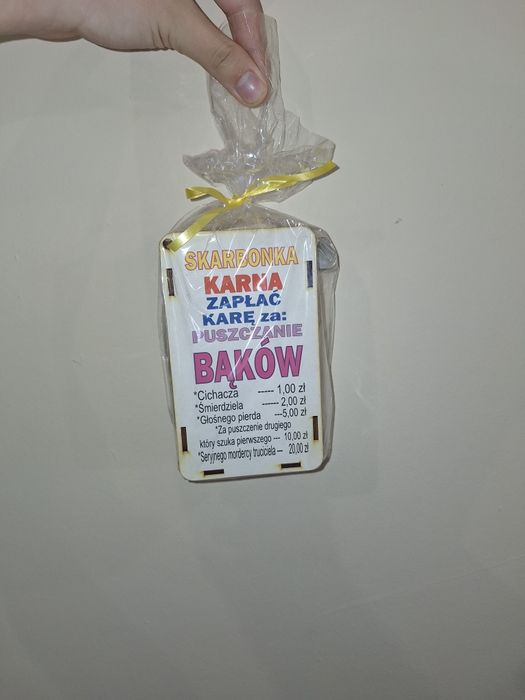 SKARBONKA
KARNA
ZAPŁAĆ
KARĘ za:
PUSZCZANIE
BĄKÓW
*Cichacza ----- 1,00 zł
*Śmierdziela ------ 2,00 zł
*Głośnego pierda ---5,00 zł
*Za puszczenie drugiego
który szuka pierwszego --- 10,00 zł
*Seryjnego mordercy truciciela --- 20,00 zł